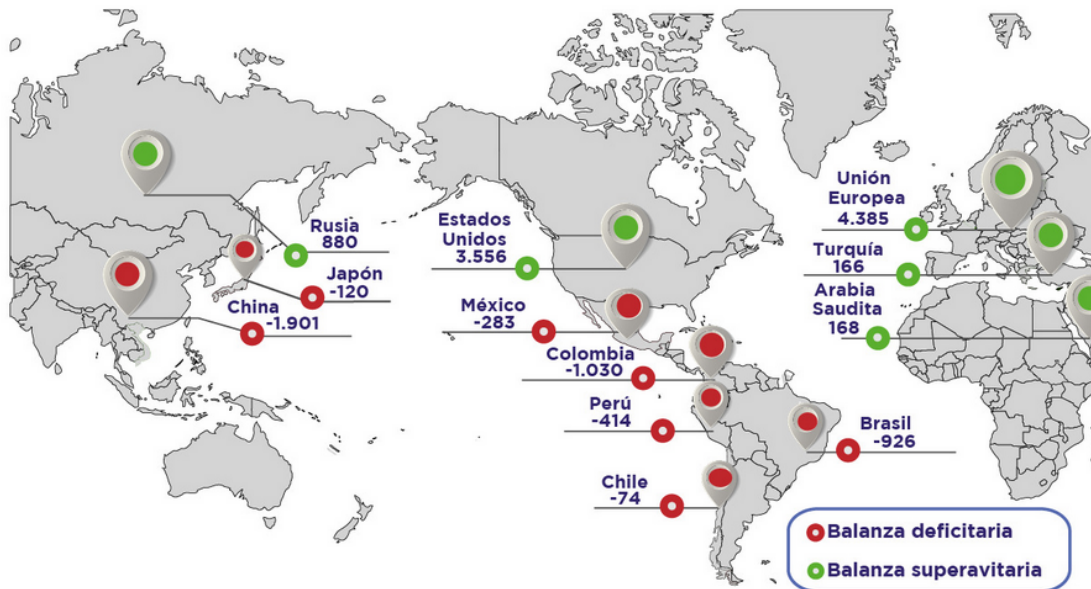 Rusia
880
Japón
-120
China
-1.901
Estados
Unidos
3.556
México
-283
Colombia
-1.030
Perú
-414
Chile
-74
Brasil
-926
Unión
Europea
4.385
Turquía
166
Arabia
Saudita
168
Balanza deficitaria
Balanza superavitaria